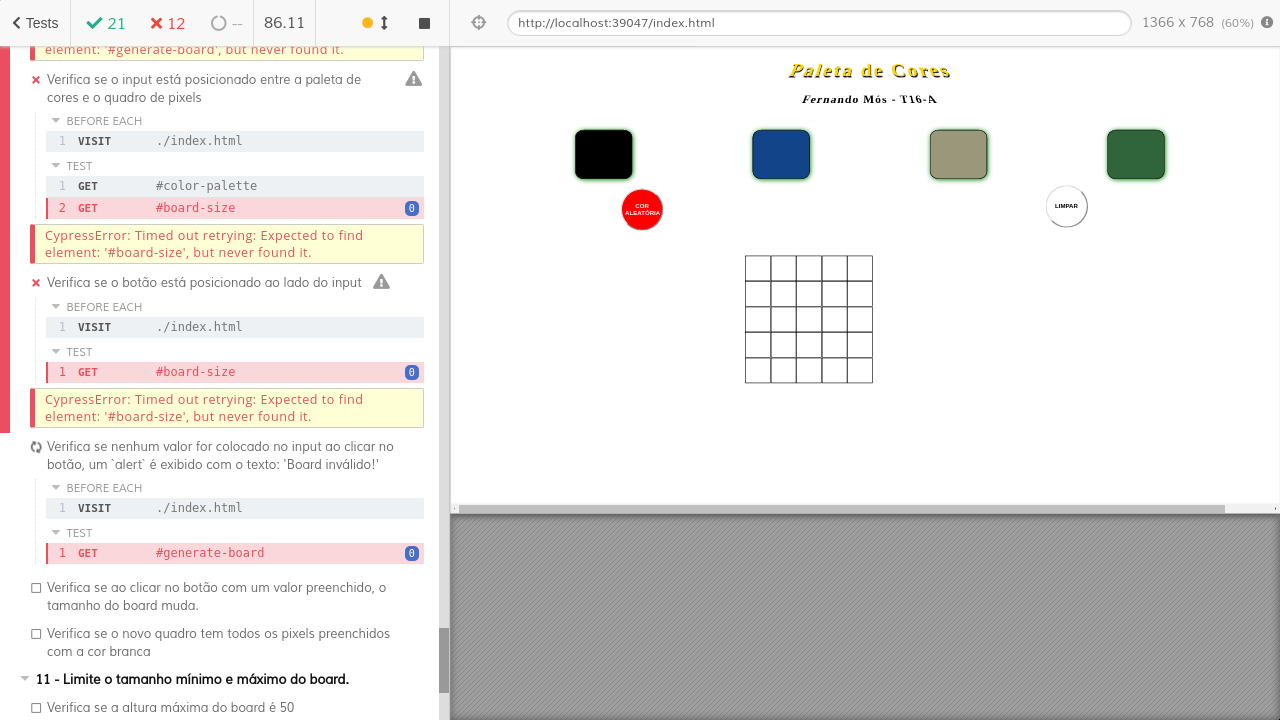 Tests
21
12
--
86.11
http://localhost:39047/index.html
1366 x 768 (60%)
element: '#generate-board', but never found it.
Verifica se o input está posicionado entre a paleta de
cores e o quadro de pixels
BEFORE EACH
1 VISIT ./index.html
TEST
1 GET #color-palette
2 GET #board-size 0
CypressError: Timed out retrying: Expected to find
element: '#board-size', but never found it.
Verifica se o botão está posicionado ao lado do input
BEFORE EACH
1 VISIT ./index.html
TEST
1 GET #board-size 0
CypressError: Timed out retrying: Expected to find
element: '#board-size', but never found it.
Verifica se nenhum valor for colocado no input ao clicar no
botão, um `alert` é exibido com o texto: 'Board inválido!'
BEFORE EACH
1 VISIT ./index.html
TEST
1 GET #generate-board 0
Verifica se ao clicar no botão com um valor preenchido, o
tamanho do board muda.
Verifica se o novo quadro tem todos os pixels preenchidos
com a cor branca
11 - Limite o tamanho mínimo e máximo do board.
Verifica se a altura máxima do board é 50
Paleta de Cores
Fernando Mós - T16-A
COR
ALEATÓRIA
LIMPAR